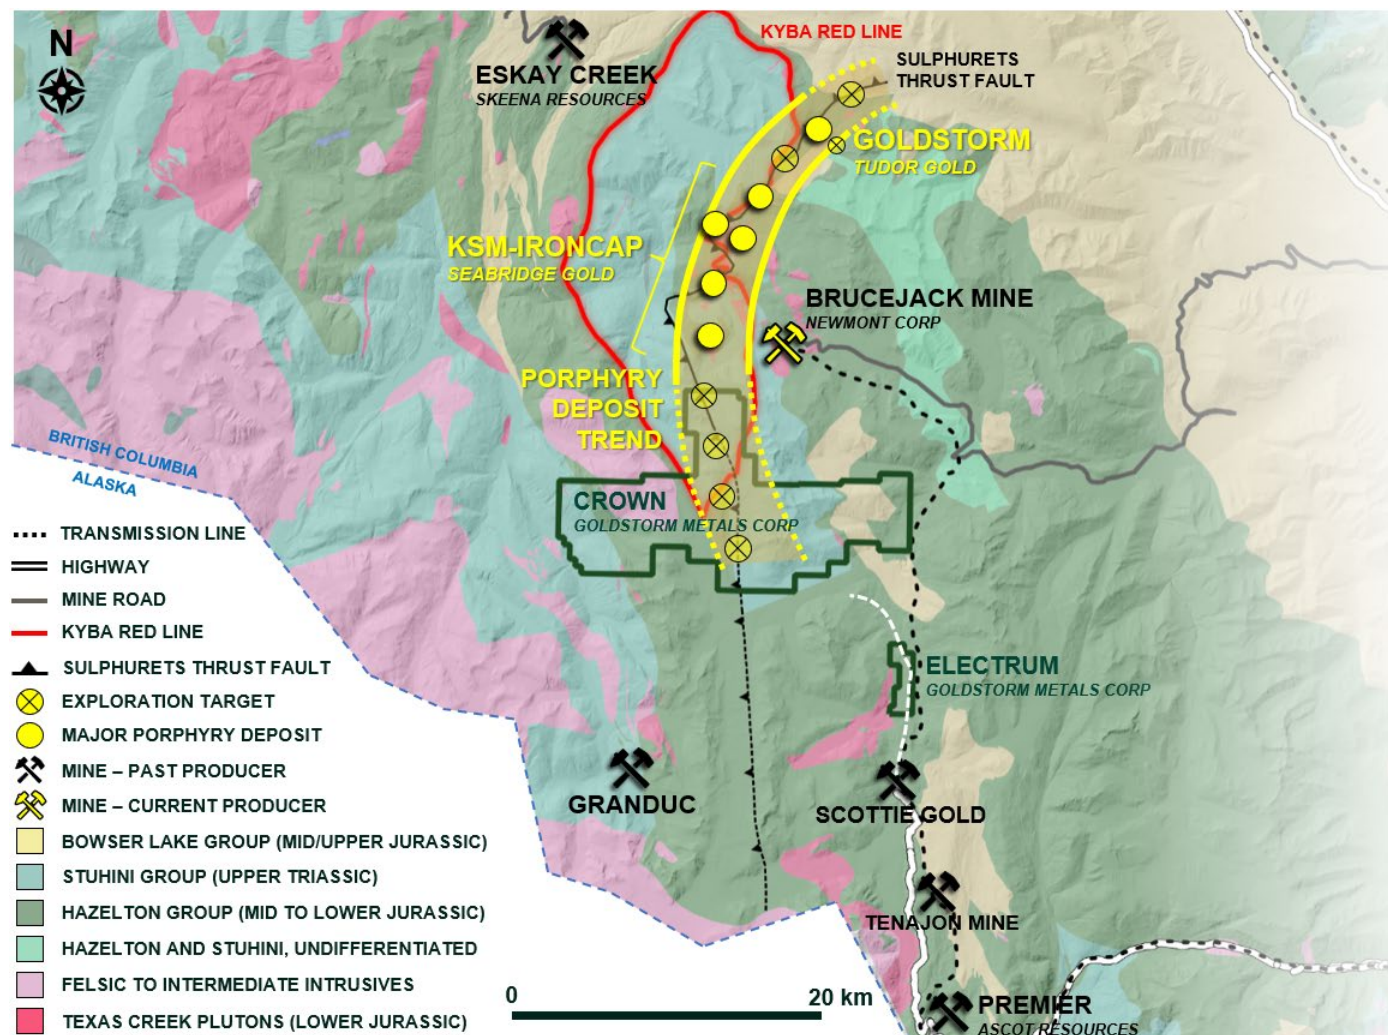 N
ESKAY CREEK
SKEENA RESOURCES
KYBA RED LINE
SULPHURETS
THRUST FAULT
GOLDSTORM
TUDOR GOLD
KSM-IRONCAP
SEABRIDGE GOLD
BRUCEJACK MINE
NEWMONT CORP
PORPHYRY
DEPOSIT
TREND
BRITISH COLUMBIA
ALASKA
CROWN
GOLDSTORM METALS CORP
ELECTRUM
GOLDSTORM METALS CORP
GRANDUC
SCOTTIE GOLD
TENAJON MINE
PREMIER
ASCOT RESOURCES
TRANSMISSION LINE
HIGHWAY
MINE ROAD
KYBA RED LINE
SULPHURETS THRUST FAULT
EXPLORATION TARGET
MAJOR PORPHYRY DEPOSIT
MINE – PAST PRODUCER
MINE – CURRENT PRODUCER
BOWSER LAKE GROUP (MID/UPPER JURASSIC)
STUHINI GROUP (UPPER TRIASSIC)
HAZELTON GROUP (MID TO LOWER JURASSIC)
HAZELTON AND STUHINI, UNDIFFERENTIATED
FELSIC TO INTERMEDIATE INTRUSIVES
TEXAS CREEK PLUTONS (LOWER JURASSIC)
0
20 km